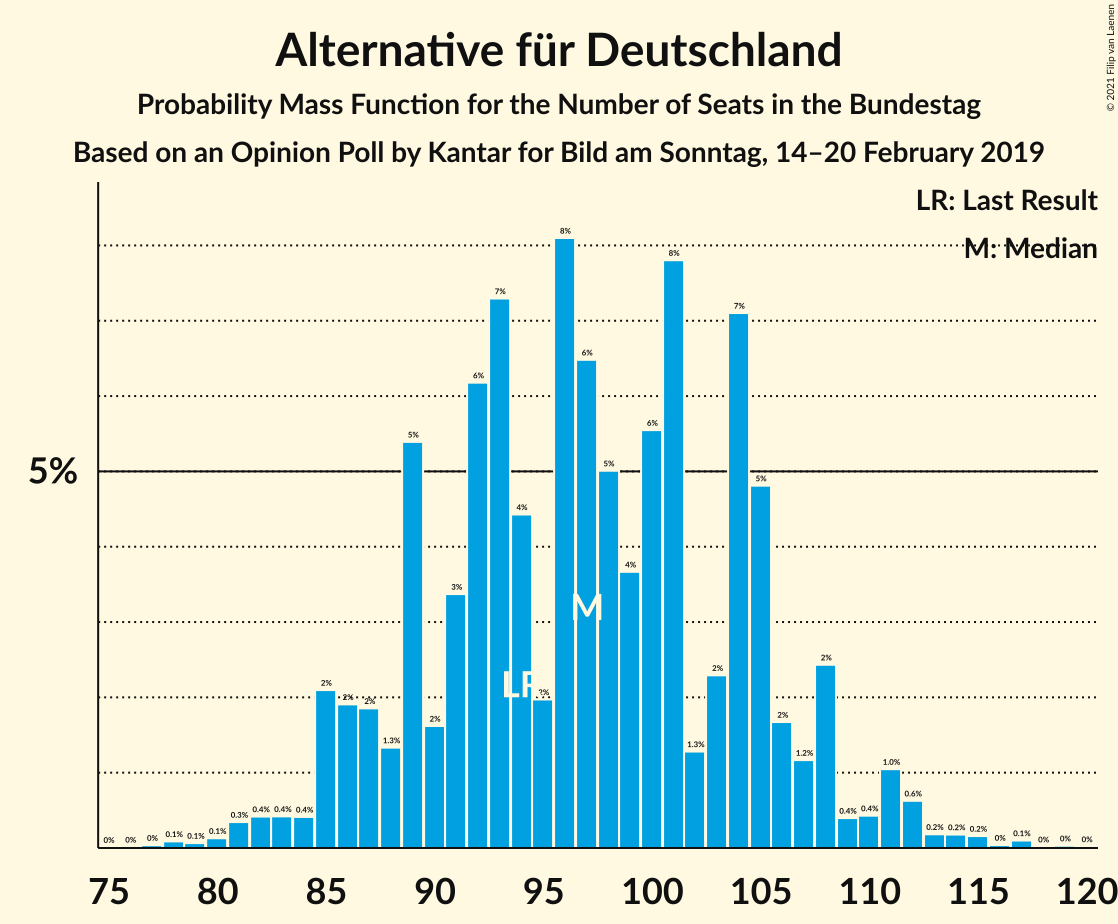 © 2021 Filip van Laenen
Alternative für Deutschland
Probability Mass Function for the Number of Seats in the Bundestag
Based on an Opinion Poll by Kantar for Bild am Sonntag, 14–20 February 2019
LR: Last Result
M: Median
5%
0% 0% 0% 0.1% 0.1% 0.1% 0.3% 0.4% 0.4% 0.4% 2% 2% 2% 1.3% 5% 2% 3% 6% 7% 4% 2% 8% 6% 5% 4% 6% 8% 1.3% 2% 7% 5% 2% 1.2% 2% 0.4% 0.4% 1.0% 0.6% 0.2% 0.2% 0.2% 0% 0.1% 0% 0% 0%
M
LR
75 80 85 90 95 100 105 110 115 120